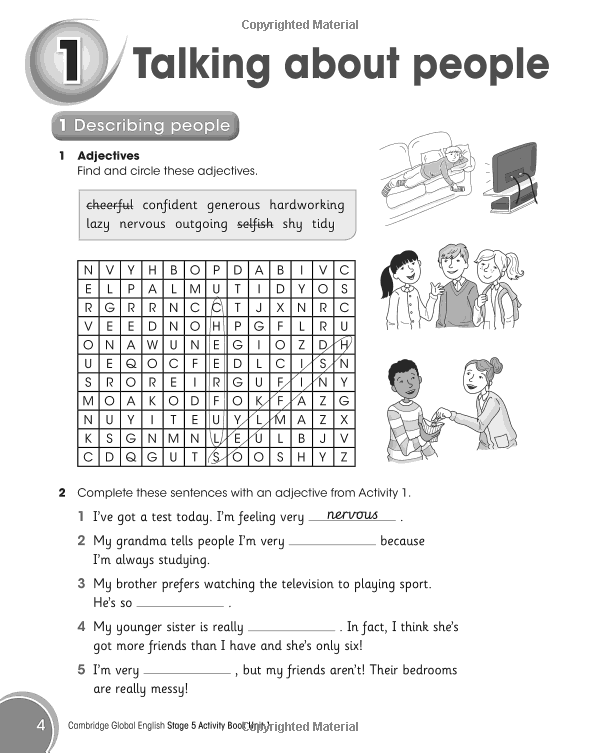 Copyrighted Material
1 Talking about people
1 Describing people
1 Adjectives
Find and circle these adjectives.
cheerful confident generous hardworking
lazy nervous outgoing selfish shy tidy
N V Y H B O P D A B I V C
E L P A L M U T I D Y O S
R G R R N C C T J X N R C
V E E D N O H P G F L R U
O N A W U N E G I O Z D H
U E Q O C F E D L C I S N
S R O R E I R G U F I N Y
M O A K O D F O K F A Z G
N U Y I T E U Y L M A Z X
K S G N M N L E U L B J V
C D Q G U T S O O S H Y Z
2 Complete these sentences with an adjective from Activity 1.
1 I've got a test today. I'm feeling very nervous .
2 My grandma tells people I'm very ____________ because
I'm always studying.
3 My brother prefers watching the television to playing sport.
He's so ____________ .
4 My younger sister is really ____________ . In fact, I think she's
got more friends than I have and she's only six!
5 I'm very ____________ , but my friends aren't! Their bedrooms
are really messy!
4 Cambridge Global English Stage 5 Activity Book Unit 1
Copyrighted Material